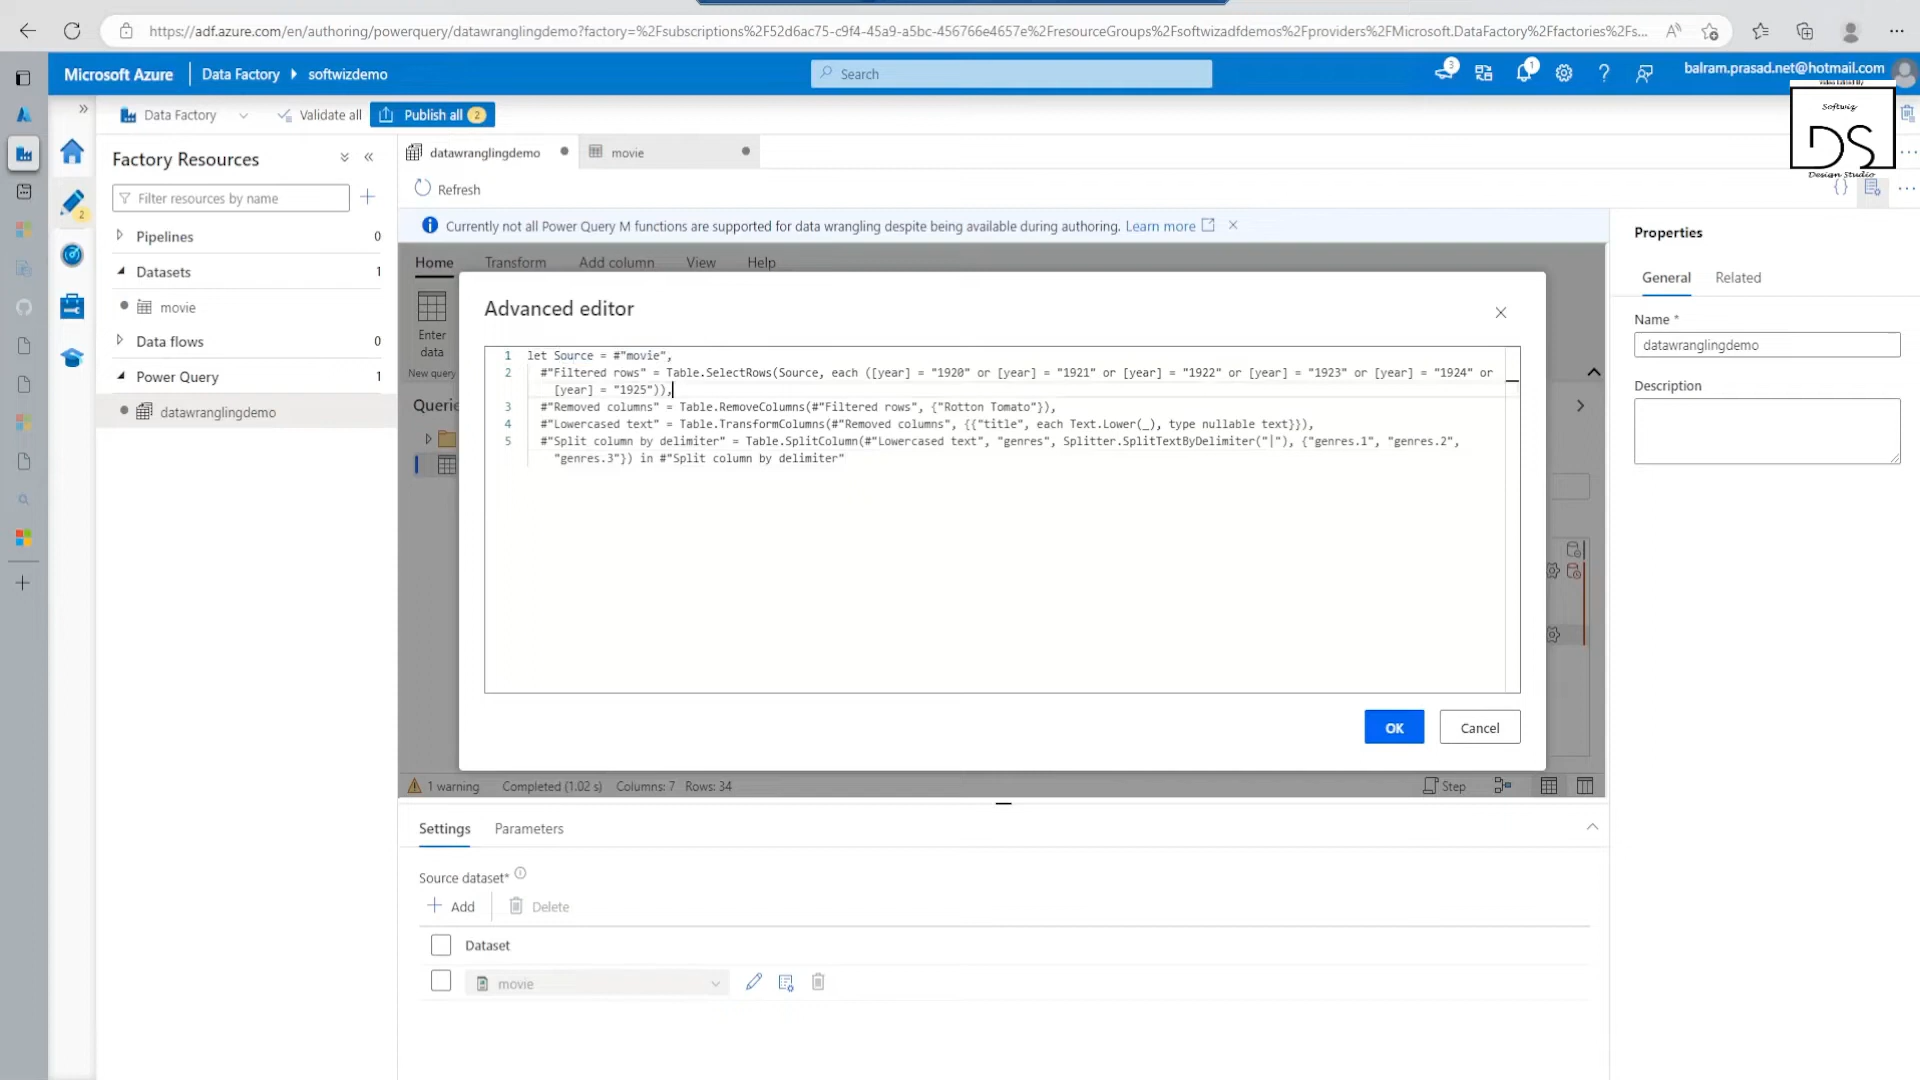 https://adf.azure.com/en/authoring/powerquery/datawranglingdemo?factory=%2Fsubscriptions%2F52d6ac75-c9f4-45a9-a5bc-456766e4657e%2FresourceGroups%2Fsoftwizadfdemos%2Fproviders%2FMicrosoft.DataFactory%2Ffactories%2Fs...
Microsoft Azure Data Factory softwizdemo
Search
3
1
balram.prasad.net@hotmail.com
Softwiz
DS
Design Studio
Data Factory Validate all Publish all 2
Factory Resources
Filter resources by name
2
Pipelines 0
Datasets 1
movie
Data flows 0
Power Query 1
datawranglingdemo
datawranglingdemo movie
Refresh
Currently not all Power Query M functions are supported for data wrangling despite being available during authoring. Learn more
Home Transform Add column View Help
Enter
data
New query
Querie
Advanced editor
1 let Source = #"movie",
2 #"Filtered rows" = Table.SelectRows(Source, each ([year] = "1920" or [year] = "1921" or [year] = "1922" or [year] = "1923" or [year] = "1924" or
[year] = "1925")),
3 #"Removed columns" = Table.RemoveColumns(#"Filtered rows", {"Rotton Tomato"}),
4 #"Lowercased text" = Table.TransformColumns(#"Removed columns", {{"title", each Text.Lower(_), type nullable text}}),
5 #"Split column by delimiter" = Table.SplitColumn(#"Lowercased text", "genres", Splitter.SplitTextByDelimiter("|"), {"genres.1", "genres.2",
"genres.3"}) in #"Split column by delimiter"
OK Cancel
1 warning Completed (1.02 s) Columns: 7 Rows: 34 Step
Settings Parameters
Source dataset*
Add Delete
Dataset
movie
Properties
General Related
Name *
datawranglingdemo
Description